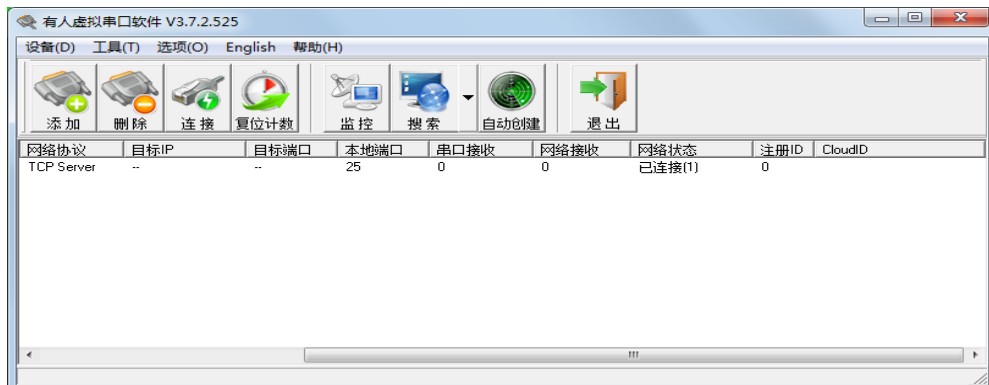 有人虚拟串口软件 V3.7.2.525
设备(D) 工具(T) 选项(O) English 帮助(H)
添加 删除 连接 复位计数 监控 搜索 自动创建 退出
网络协议 目标IP 目标端口 本地端口 串口接收 网络接收 网络状态 注册ID CloudID
TCP Server -- -- 25 0 0 已连接(1) 0